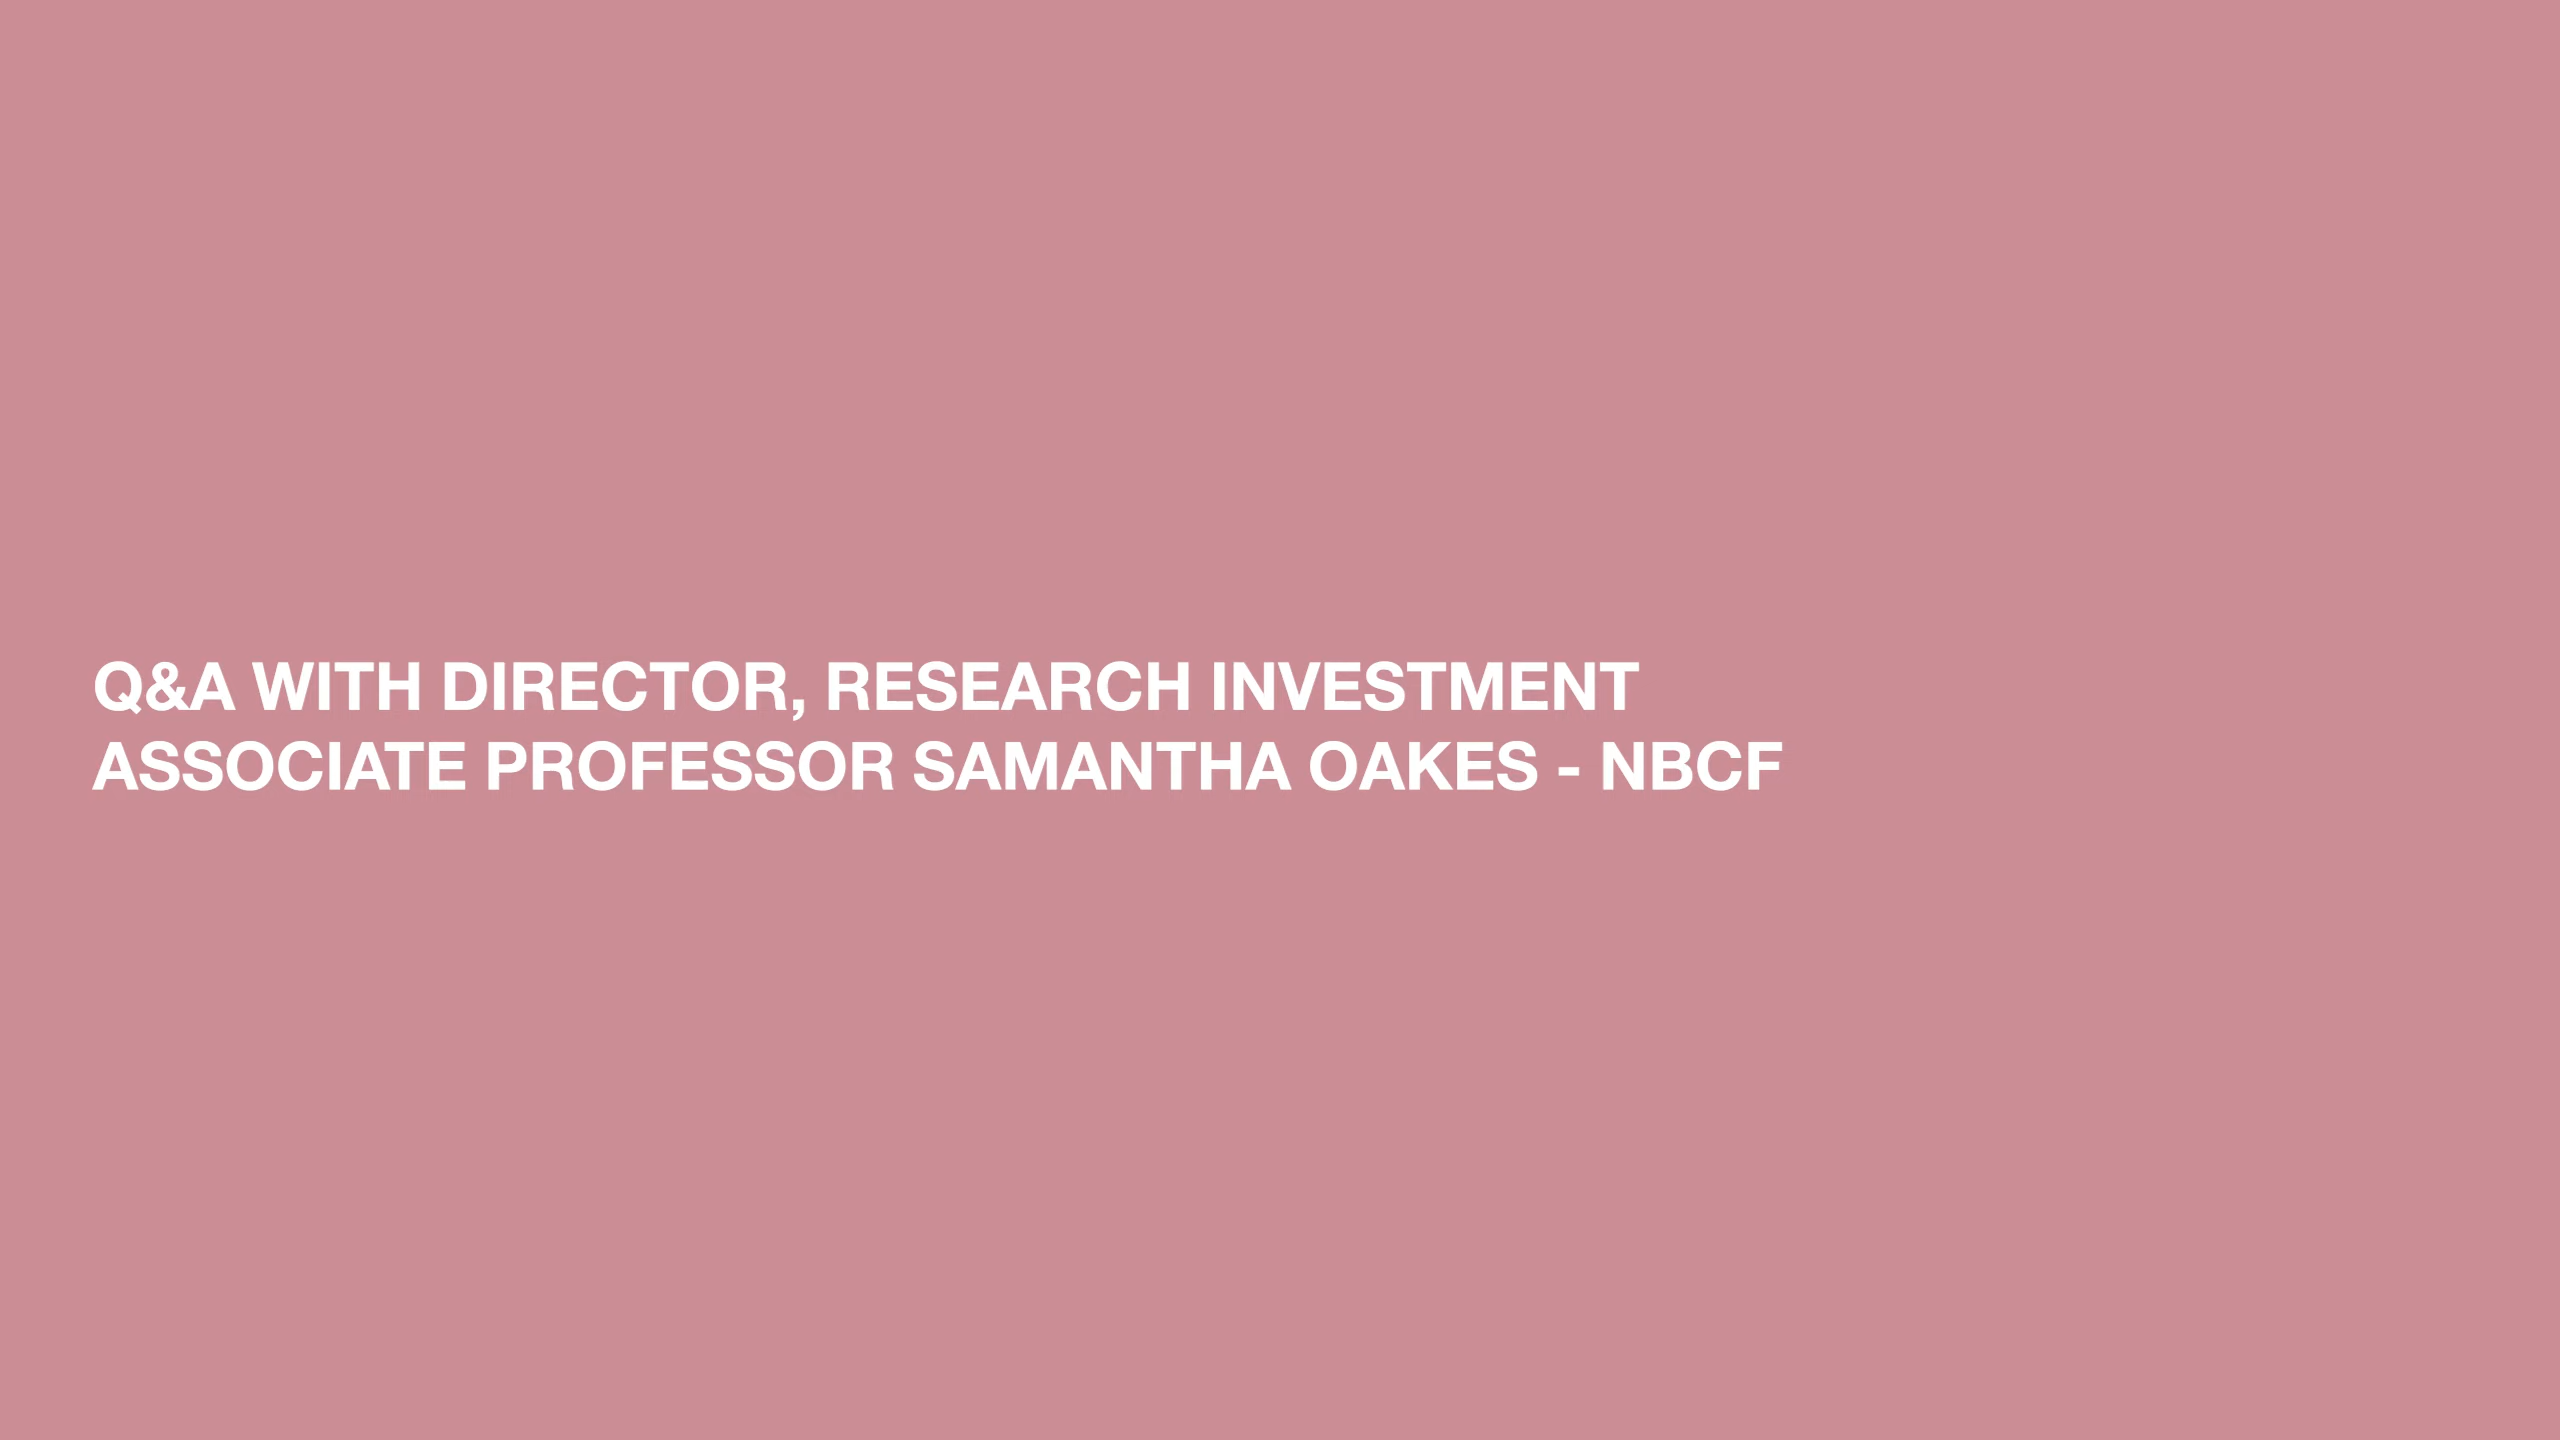 Q&A WITH DIRECTOR, RESEARCH INVESTMENT
ASSOCIATE PROFESSOR SAMANTHA OAKES - NBCF